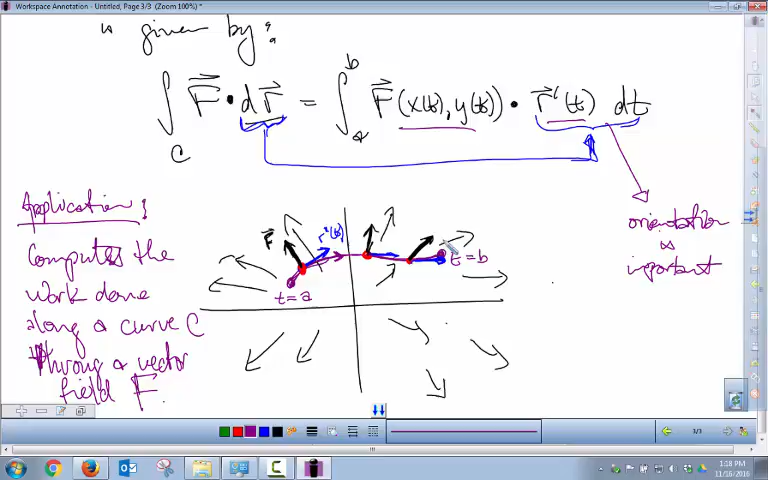 Workspace Annotation - Untitled, Page 3/3    Zoom: 100% *
is given by:
∫_C F⃗ • dr⃗ = ∫_a^b F⃗(x(t), y(t)) • r⃗'(t) dt
Application:
Computes the
work done
along a curve C
through a vector
field F⃗.
F⃗
r⃗'(t)
t=a
t=b
orientation
is
important
3/3
1:18 PM
11/16/2016